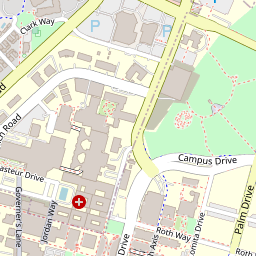 Clark Way
P
P
Road
Pasteur Drive
Campus Drive
Governor's Lane
Jordan Way
Drive
Roth Way
Palm Drive